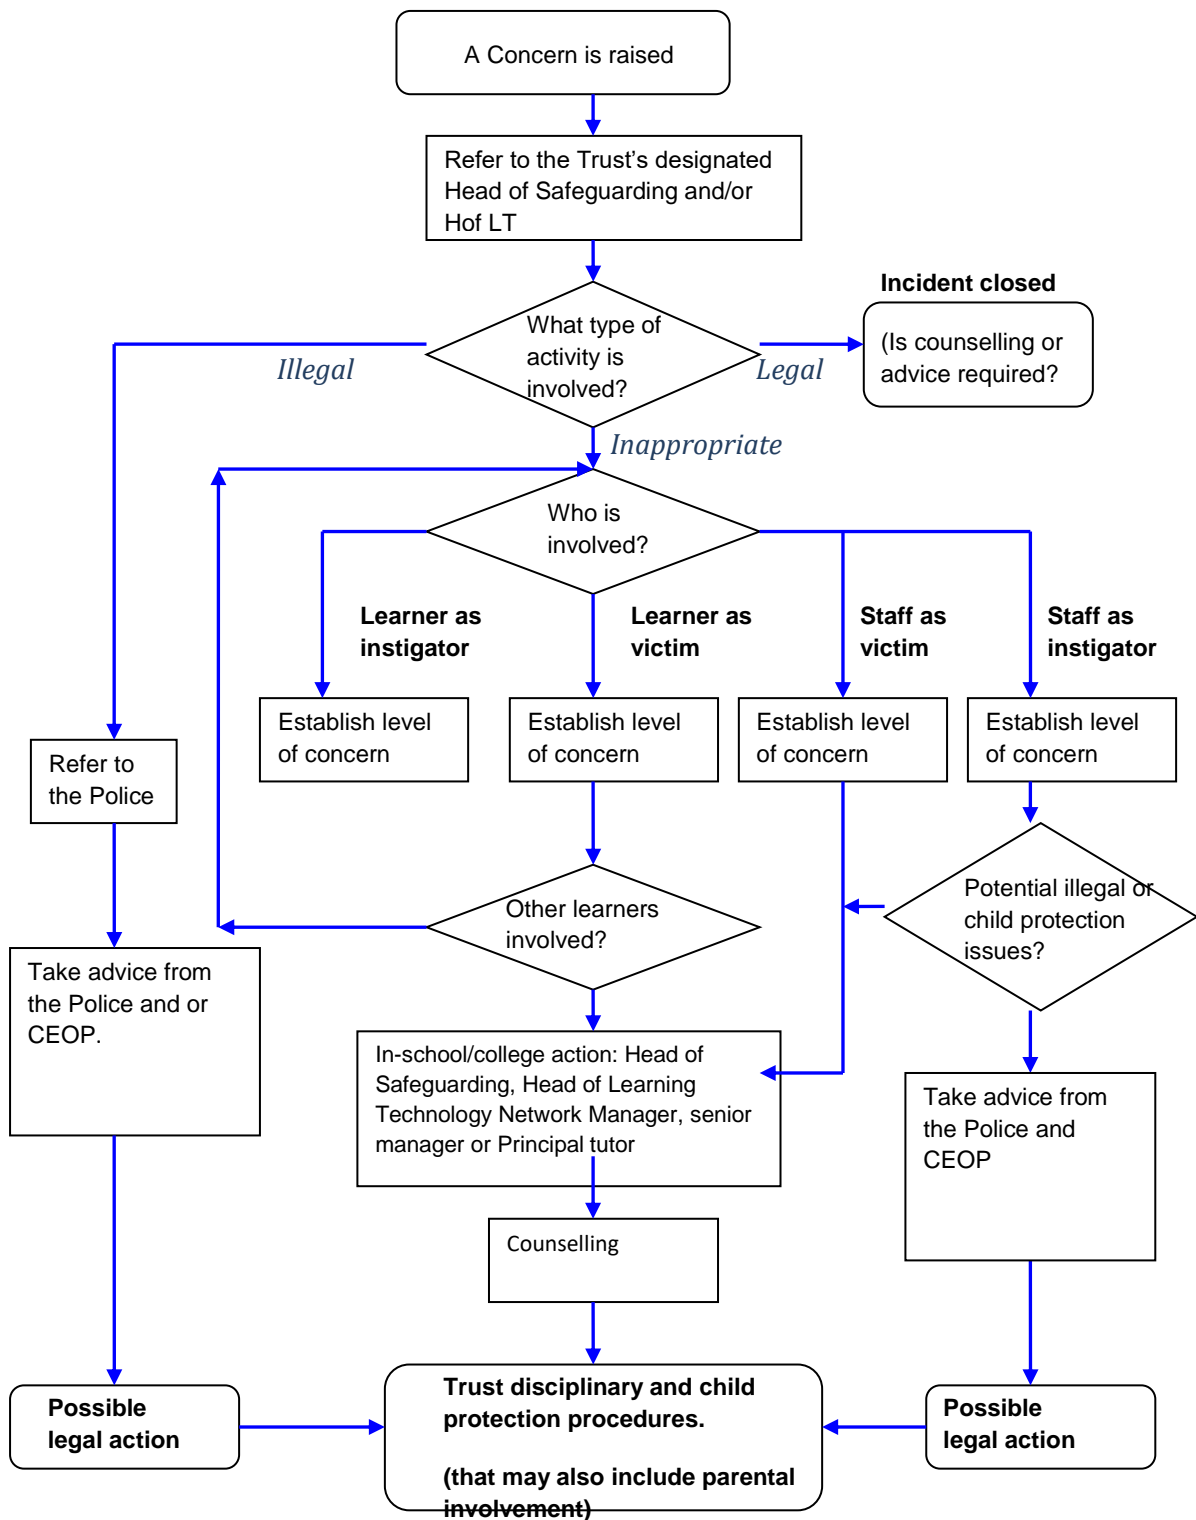 A Concern is raised
Refer to the Trust’s designated
Head of Safeguarding and/or
Hof LT
Incident closed
What type of
activity is
involved?
(Is counselling or
advice required?
Illegal
Legal
Inappropriate
Who is
involved?
Learner as
instigator
Learner as
victim
Staff as
victim
Staff as
instigator
Establish level
of concern
Establish level
of concern
Establish level
of concern
Establish level
of concern
Refer to
the Police
Other learners
involved?
Potential illegal or
child protection
issues?
Take advice from
the Police and or
CEOP.
In-school/college action: Head of
Safeguarding, Head of Learning
Technology Network Manager, senior
manager or Principal tutor
Take advice from
the Police and
CEOP
Counselling
Possible
legal action
Trust disciplinary and child
protection procedures.
(that may also include parental
involvement)
Possible
legal action